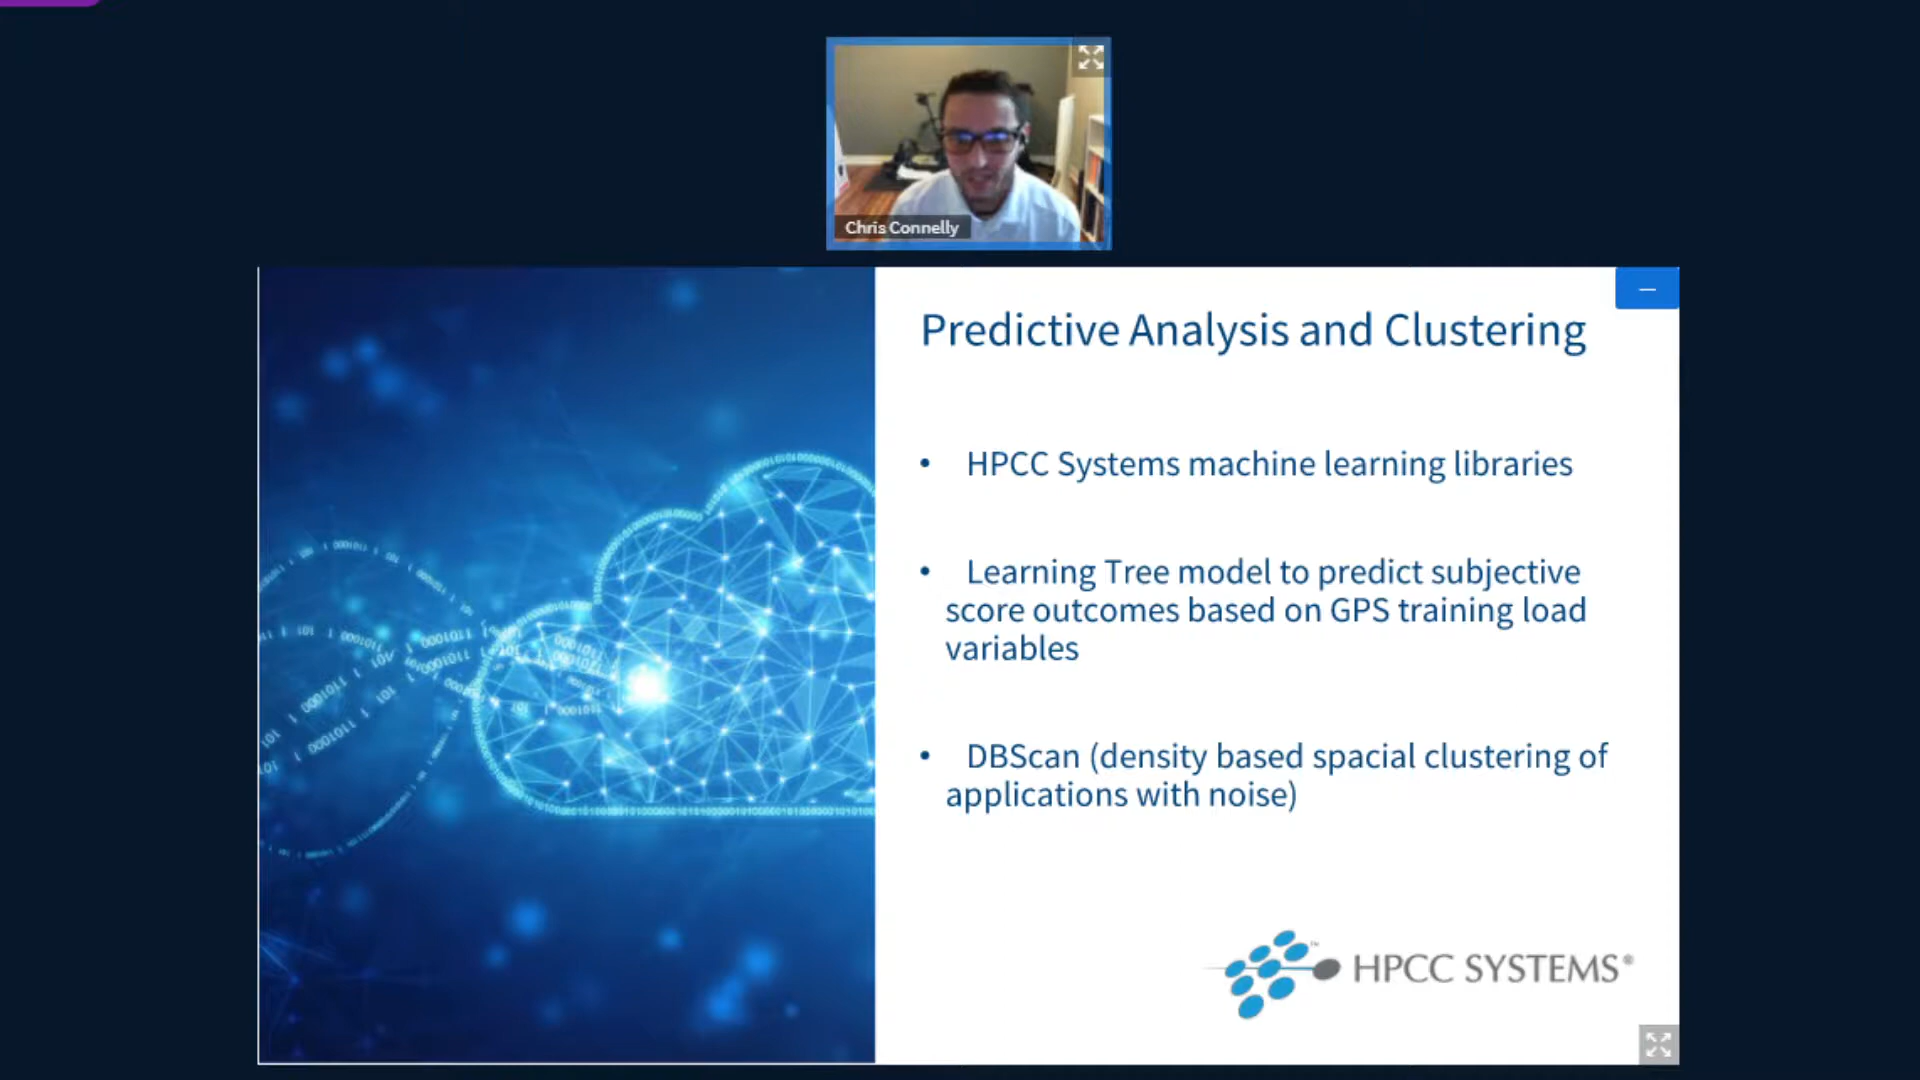 Chris Connelly
Predictive Analysis and Clustering
• HPCC Systems machine learning libraries
• Learning Tree model to predict subjective
score outcomes based on GPS training load
variables
• DBScan (density based spacial clustering of
applications with noise)
HPCC SYSTEMS®